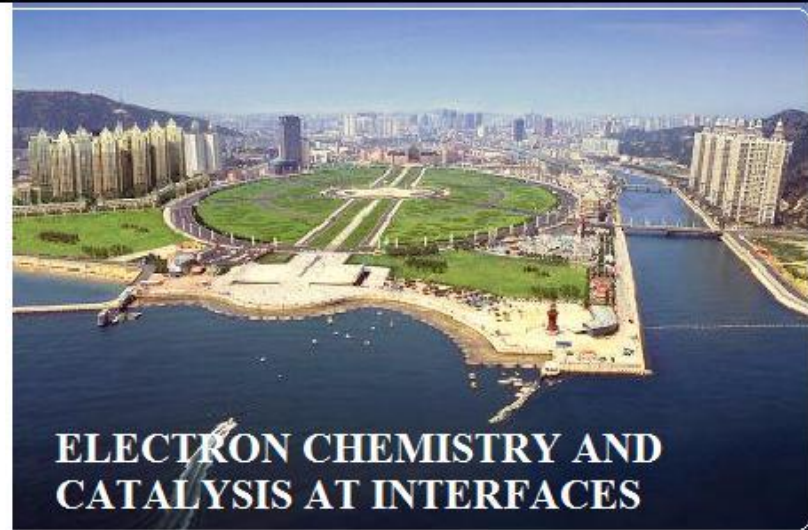 ELECTRON CHEMISTRY AND
CATALYSIS AT INTERFACES